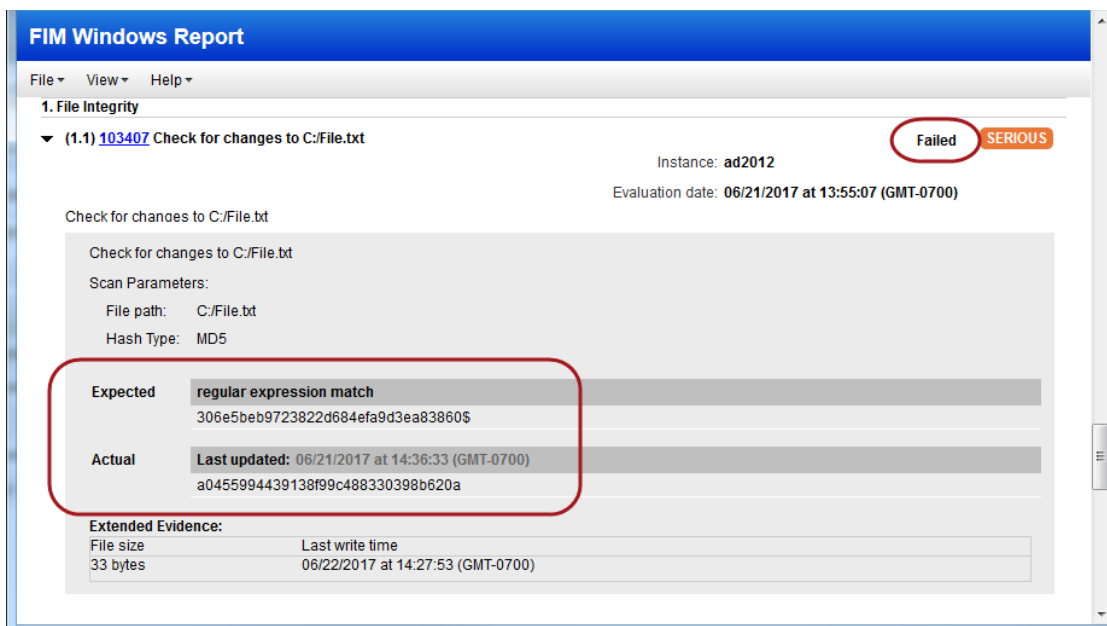 FIM Windows Report
File View Help
1. File Integrity
(1.1) 103407 Check for changes to C:/File.txt
Failed SERIOUS
Instance: ad2012
Evaluation date: 06/21/2017 at 13:55:07 (GMT-0700)
Check for changes to C:/File.txt
Check for changes to C:/File.txt
Scan Parameters:
File path: C:/File.txt
Hash Type: MD5
Expected regular expression match
306e5beb9723822d684efa9d3ea83860$
Actual Last updated: 06/21/2017 at 14:36:33 (GMT-0700)
a0455994439138f99c488330398b620a
Extended Evidence:
File size Last write time
33 bytes 06/22/2017 at 14:27:53 (GMT-0700)